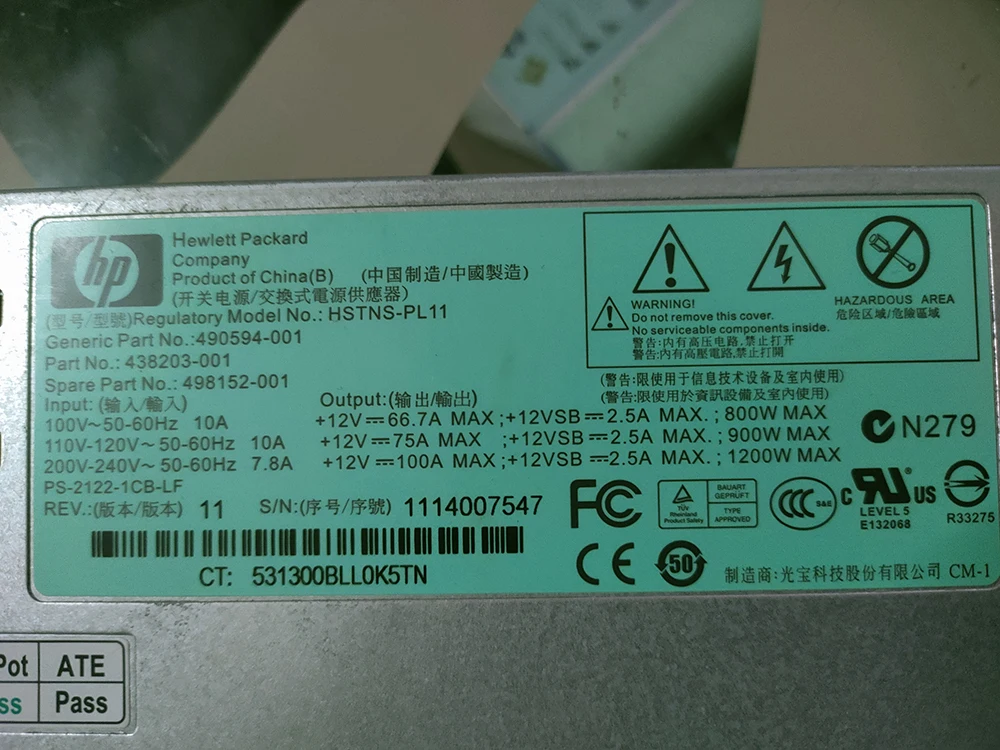 hp
Hewlett Packard
Company
Product of China(B) (中国制造/中國製造)
(开关电源/交換式電源供應器)
(型号/型號)Regulatory Model No.: HSTNS-PL11
Generic Part No.:490594-001
Part No.: 438203-001
Spare Part No.: 498152-001
Input: (输入/輸入)
100V～50-60Hz 10A
110V-120V～50-60Hz 10A
200V-240V～50-60Hz 7.8A
PS-2122-1CB-LF
REV.:(版本/版本) 11 S/N:(序号/序號) 1114007547
CT: 531300BLL0K5TN
Output:(输出/輸出)
+12V⎓66.7A MAX ;+12VSB⎓2.5A MAX. ; 800W MAX
+12V⎓75A MAX ;+12VSB⎓2.5A MAX. ; 900W MAX
+12V⎓100A MAX ;+12VSB⎓2.5A MAX. ; 1200W MAX
WARNING!
Do not remove this cover.
No serviceable components inside.
警告:内有高压电路,禁止打开
警告:內有高壓電路,禁止打開
HAZARDOUS AREA
危险区域/危險區域
(警告:限使用于信息技术设备及室内使用)
(警告:限使用於資訊設備及室內使用)
N279
FC
TÜV
Rheinland
Product Safety
BAUART
GEPRÜFT
TYPE
APPROVED
CCC S&E
c RU ® US
LEVEL 5
E132068
R33275
CE
50
制造商:光宝科技股份有限公司 CM-1
Pot ATE
ss Pass